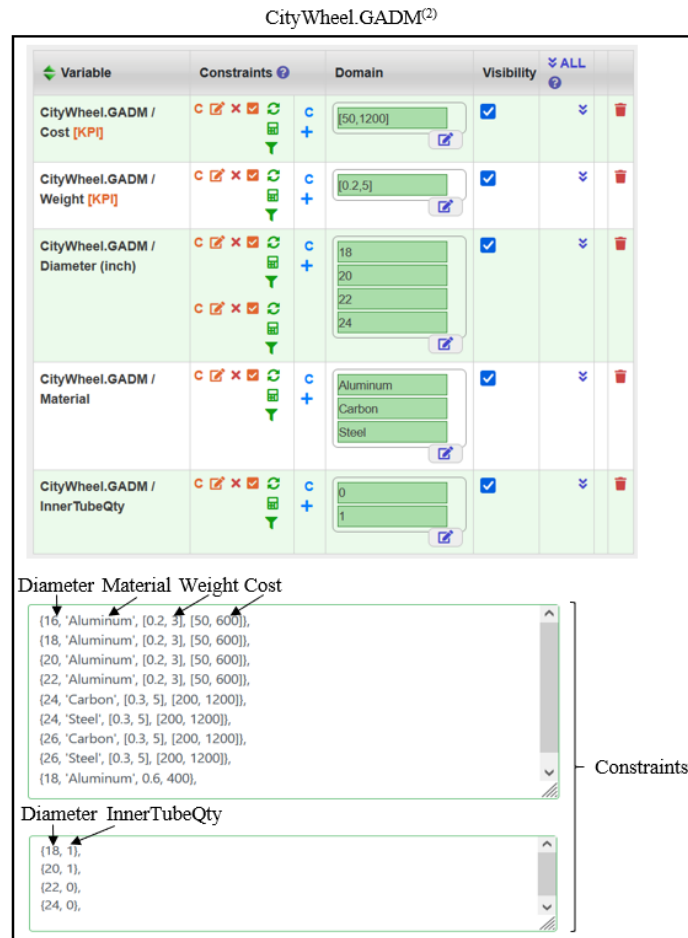 CityWheel.GADM(2)
Variable Constraints ? Domain Visibility ALL ?
CityWheel.GADM / Cost [KPI] C C + [50,1200]
CityWheel.GADM / Weight [KPI] C C + [0.2,5]
CityWheel.GADM / Diameter (inch) C C + 18
20
C 22
24
CityWheel.GADM / Material C C + Aluminum
Carbon
Steel
CityWheel.GADM / InnerTubeQty C C + 0
1
Diameter Material Weight Cost
{16, 'Aluminum', [0.2, 3], [50, 600]},
{18, 'Aluminum', [0.2, 3], [50, 600]},
{20, 'Aluminum', [0.2, 3], [50, 600]},
{22, 'Aluminum', [0.2, 3], [50, 600]},
{24, 'Carbon', [0.3, 5], [200, 1200]},
{24, 'Steel', [0.3, 5], [200, 1200]},
{26, 'Carbon', [0.3, 5], [200, 1200]},
{26, 'Steel', [0.3, 5], [200, 1200]},
{18, 'Aluminum', 0.6, 400},
Constraints
Diameter InnerTubeQty
{18, 1},
{20, 1},
{22, 0},
{24, 0},